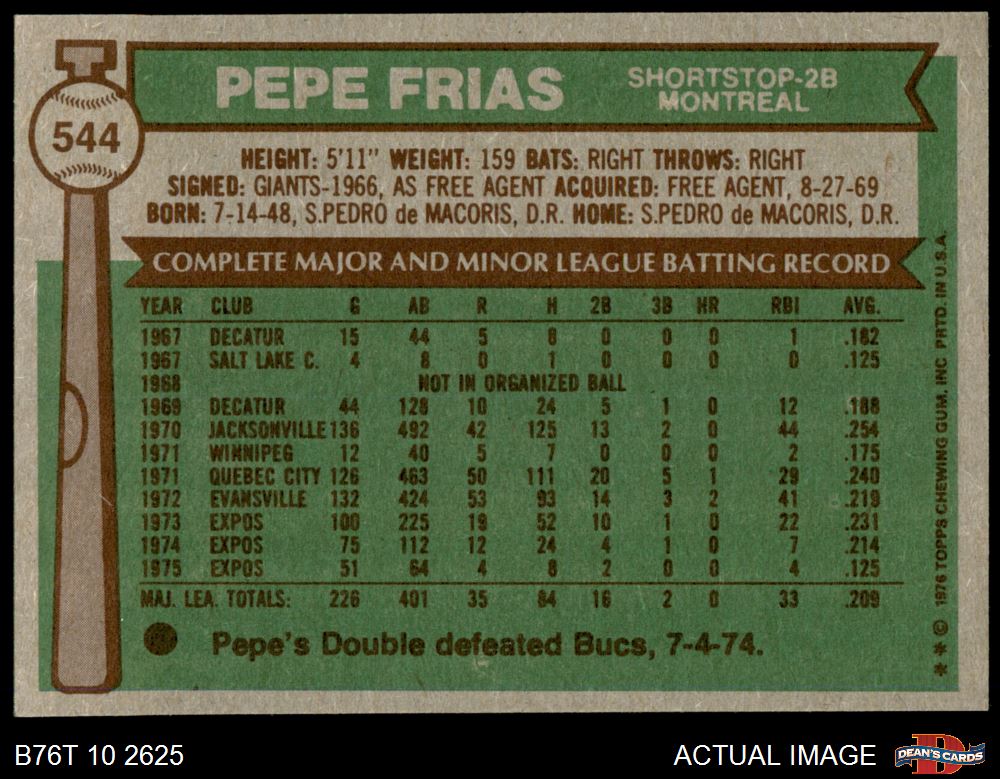 544
PEPE FRIAS
SHORTSTOP-2B
MONTREAL
HEIGHT: 5'11" WEIGHT: 159 BATS: RIGHT THROWS: RIGHT
SIGNED: GIANTS-1966, AS FREE AGENT ACQUIRED: FREE AGENT, 8-27-69
BORN: 7-14-48, S.PEDRO de MACORIS, D.R. HOME: S.PEDRO de MACORIS, D.R.
COMPLETE MAJOR AND MINOR LEAGUE BATTING RECORD
YEAR CLUB G AB R H 2B 3B HR RBI AVG.
1967 DECATUR 15 44 5 8 0 0 0 1 .182
1967 SALT LAKE C. 4 8 0 1 0 0 0 0 .125
1968 NOT IN ORGANIZED BALL
1969 DECATUR 44 128 10 24 5 1 0 12 .188
1970 JACKSONVILLE 136 492 42 125 13 2 0 44 .254
1971 WINNIPEG 12 40 5 7 0 0 0 2 .175
1971 QUEBEC CITY 126 463 50 111 20 5 1 29 .240
1972 EVANSVILLE 132 424 53 93 14 3 2 41 .219
1973 EXPOS 100 225 19 52 10 1 0 22 .231
1974 EXPOS 75 112 12 24 4 1 0 7 .214
1975 EXPOS 51 64 4 8 2 0 0 4 .125
MAJ. LEA. TOTALS: 226 401 35 84 16 2 0 33 .209
Pepe's Double defeated Bucs, 7-4-74.
* * © 1976 TOPPS CHEWING GUM, INC PRTD. IN U.S.A.
B76T 10 2625
ACTUAL IMAGE
DEAN'S CARDS